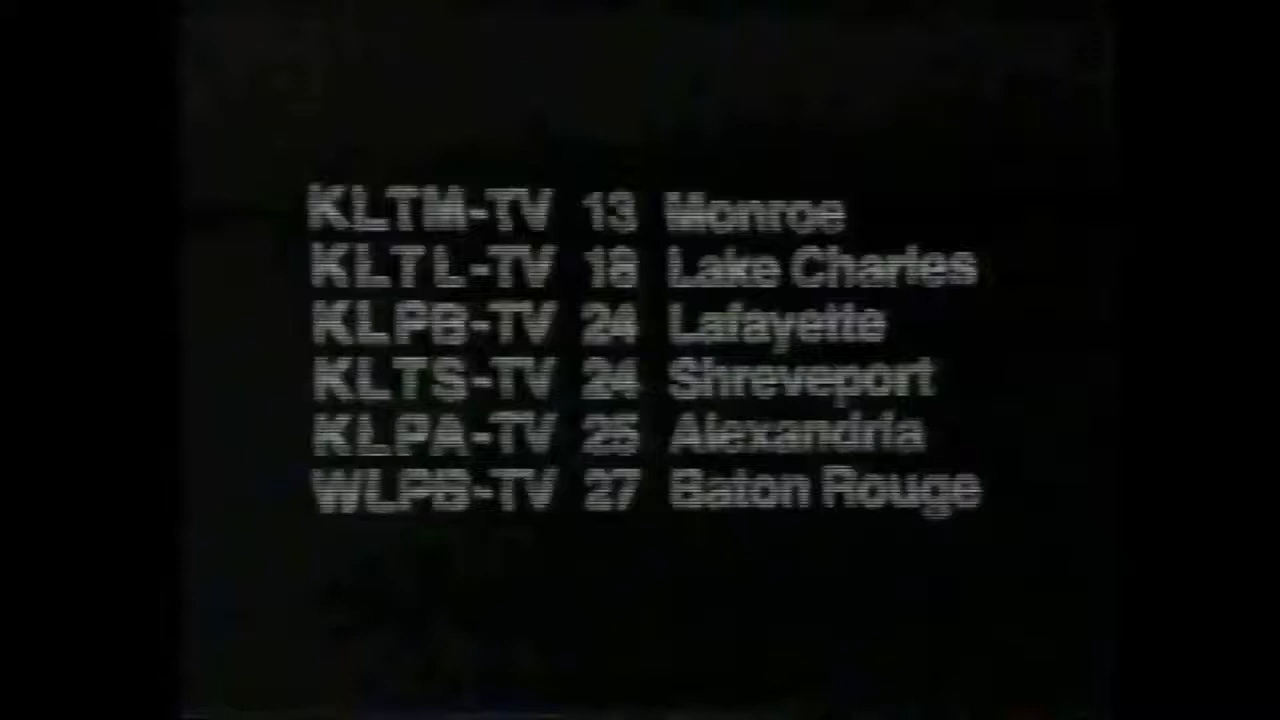 KLTM-TV 13 Monroe
KLTL-TV 18 Lake Charles
KLPB-TV 24 Lafayette
KLTS-TV 24 Shreveport
KLPA-TV 25 Alexandria
WLPB-TV 27 Baton Rouge